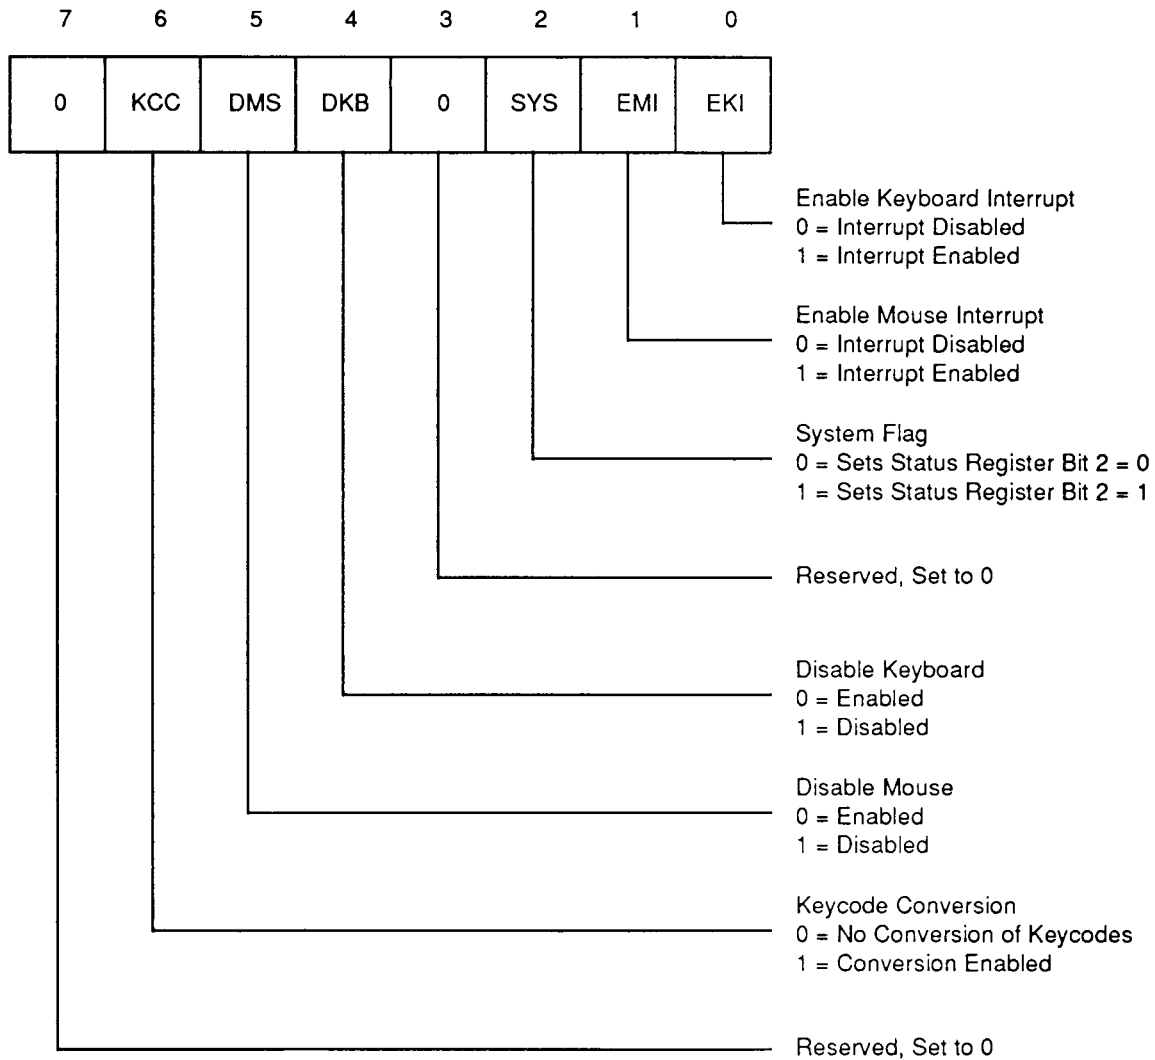 7 6 5 4 3 2 1 0
0 KCC DMS DKB 0 SYS EMI EKI
Enable Keyboard Interrupt
0 = Interrupt Disabled
1 = Interrupt Enabled
Enable Mouse Interrupt
0 = Interrupt Disabled
1 = Interrupt Enabled
System Flag
0 = Sets Status Register Bit 2 = 0
1 = Sets Status Register Bit 2 = 1
Reserved, Set to 0
Disable Keyboard
0 = Enabled
1 = Disabled
Disable Mouse
0 = Enabled
1 = Disabled
Keycode Conversion
0 = No Conversion of Keycodes
1 = Conversion Enabled
Reserved, Set to 0